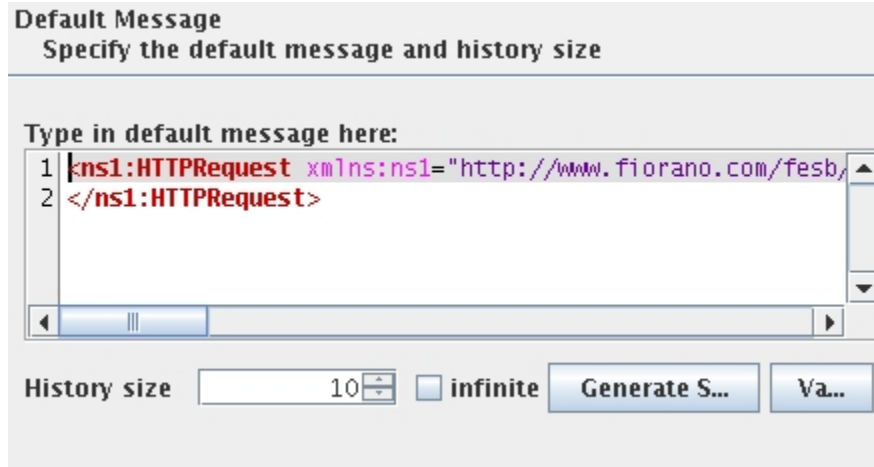 Default Message
Specify the default message and history size
Type in default message here:
1 <ns1:HTTPRequest xmlns:ns1="http://www.fiorano.com/fesb/
2 </ns1:HTTPRequest>
History size 10 infinite Generate S... Va...